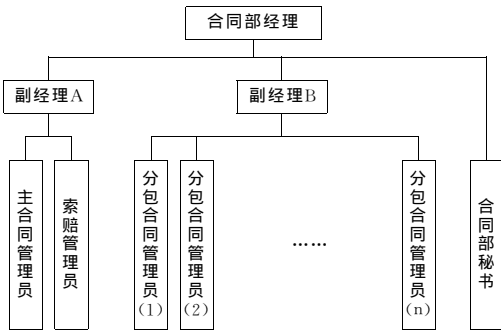 合同部经理
副经理A
副经理B
主合同管理员
索赔管理员
分包合同管理员(1)
分包合同管理员(2)
……
分包合同管理员(n)
合同部秘书